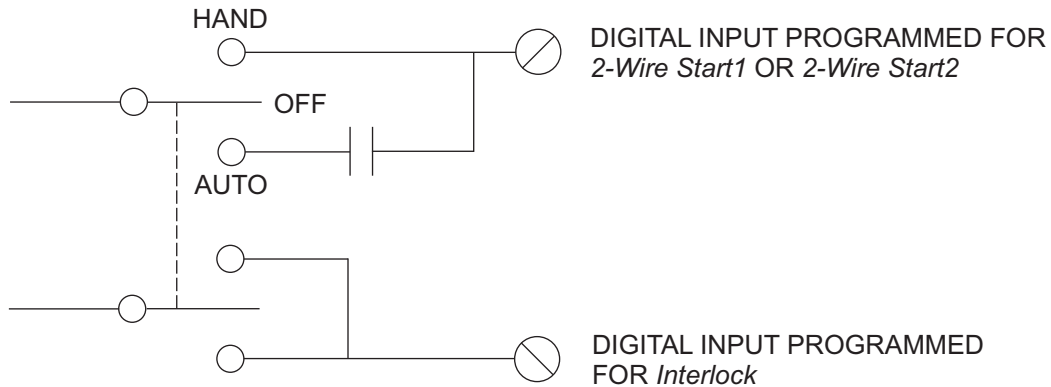 HAND
DIGITAL INPUT PROGRAMMED FOR
2-Wire Start1 OR 2-Wire Start2
OFF
AUTO
DIGITAL INPUT PROGRAMMED
FOR Interlock